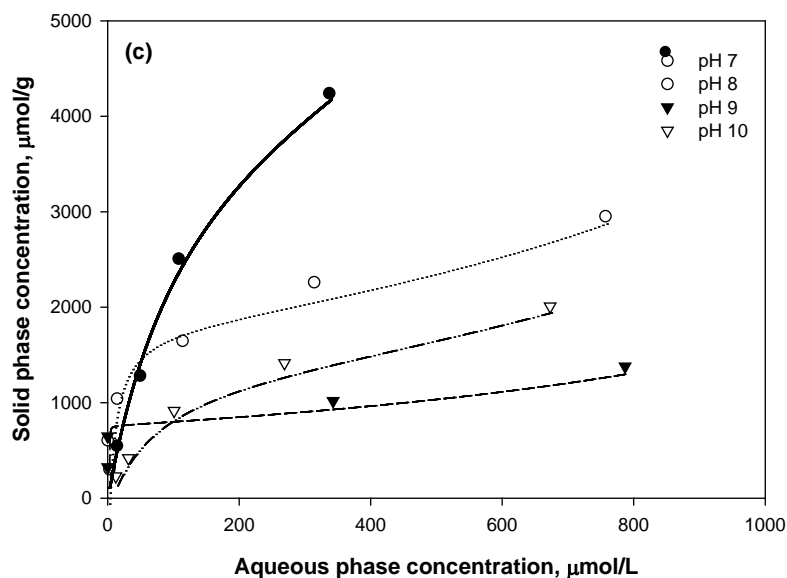 (c)
pH 7
pH 8
pH 9
pH 10
Solid phase concentration, μmol/g
5000
4000
3000
2000
1000
0
0 200 400 600 800 1000
Aqueous phase concentration, μmol/L